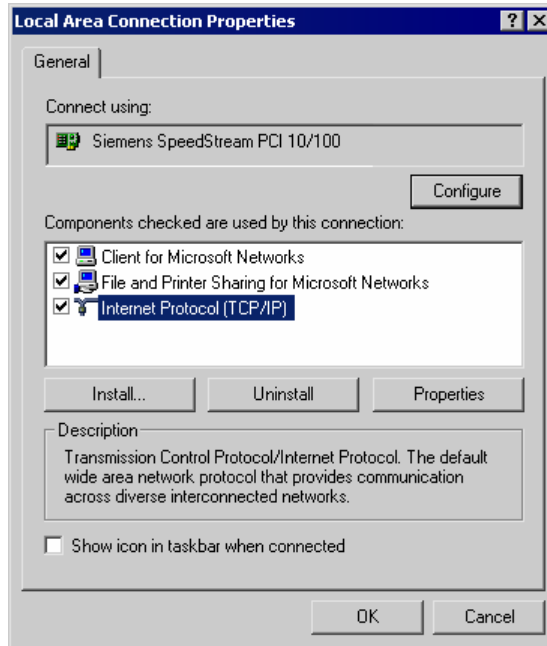 Local Area Connection Properties
General
Connect using:
Siemens SpeedStream PCI 10/100
Configure
Components checked are used by this connection:
Client for Microsoft Networks
File and Printer Sharing for Microsoft Networks
Internet Protocol (TCP/IP)
Install... Uninstall Properties
Description
Transmission Control Protocol/Internet Protocol. The default
wide area network protocol that provides communication
across diverse interconnected networks.
Show icon in taskbar when connected
OK Cancel